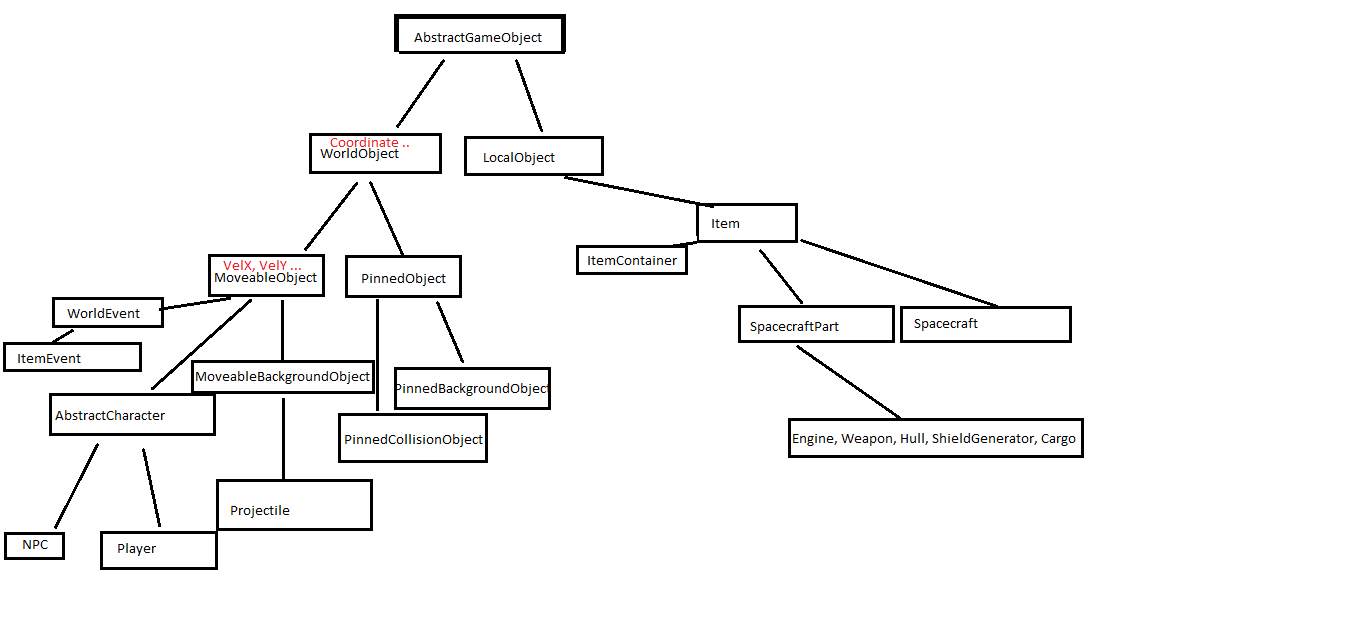 AbstractGameObject
Coordinate ..
WorldObject
LocalObject
Item
ItemContainer
VelX, VelY ...
MoveableObject
PinnedObject
WorldEvent
SpacecraftPart
Spacecraft
ItemEvent
MoveableBackgroundObject
PinnedBackgroundObject
AbstractCharacter
PinnedCollisionObject
Engine, Weapon, Hull, ShieldGenerator, Cargo
Projectile
NPC
Player